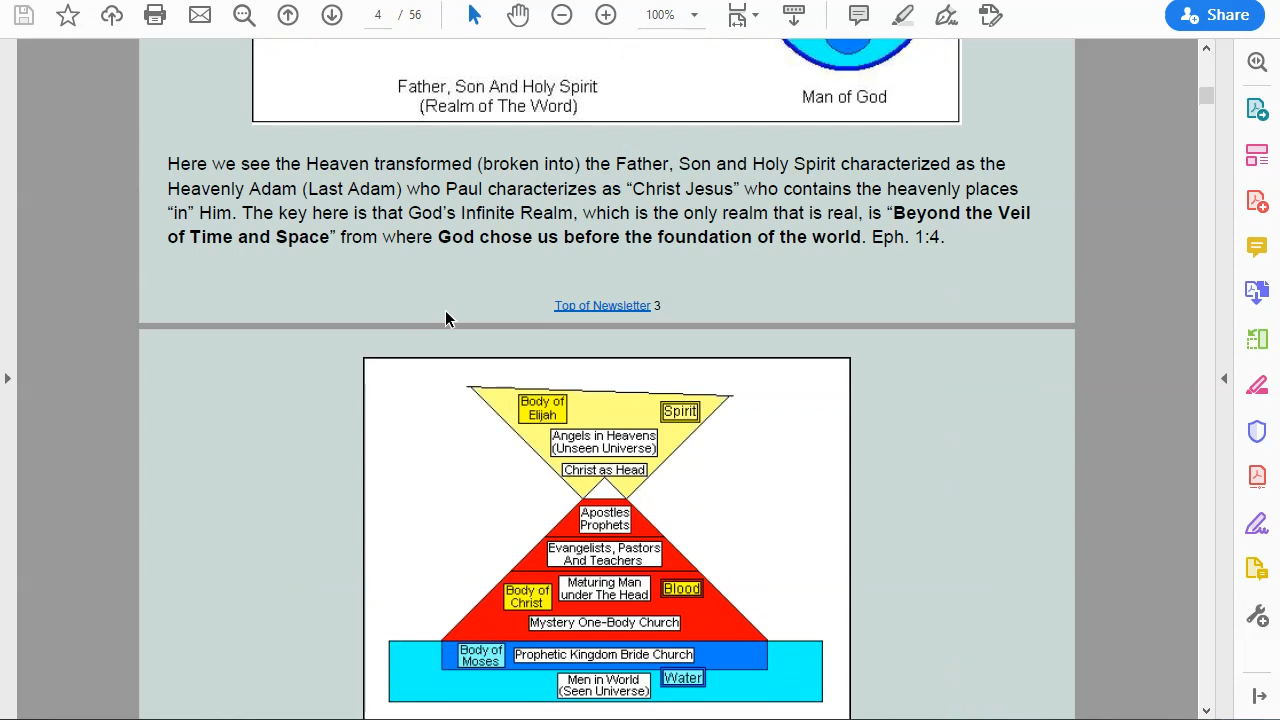 4 / 56
100%
Share
Father, Son And Holy Spirit
(Realm of The Word)
Man of God
Here we see the Heaven transformed (broken into) the Father, Son and Holy Spirit characterized as the
Heavenly Adam (Last Adam) who Paul characterizes as “Christ Jesus” who contains the heavenly places
“in” Him. The key here is that God’s Infinite Realm, which is the only realm that is real, is “Beyond the Veil
of Time and Space” from where God chose us before the foundation of the world. Eph. 1:4.
Top of Newsletter 3
Body of
Elijah
Spirit
Angels in Heavens
(Unseen Universe)
Christ as Head
Apostles
Prophets
Evangelists, Pastors
And Teachers
Body of
Christ
Maturing Man
under The Head
Blood
Mystery One-Body Church
Body of
Moses
Prophetic Kingdom Bride Church
Men in World
(Seen Universe)
Water